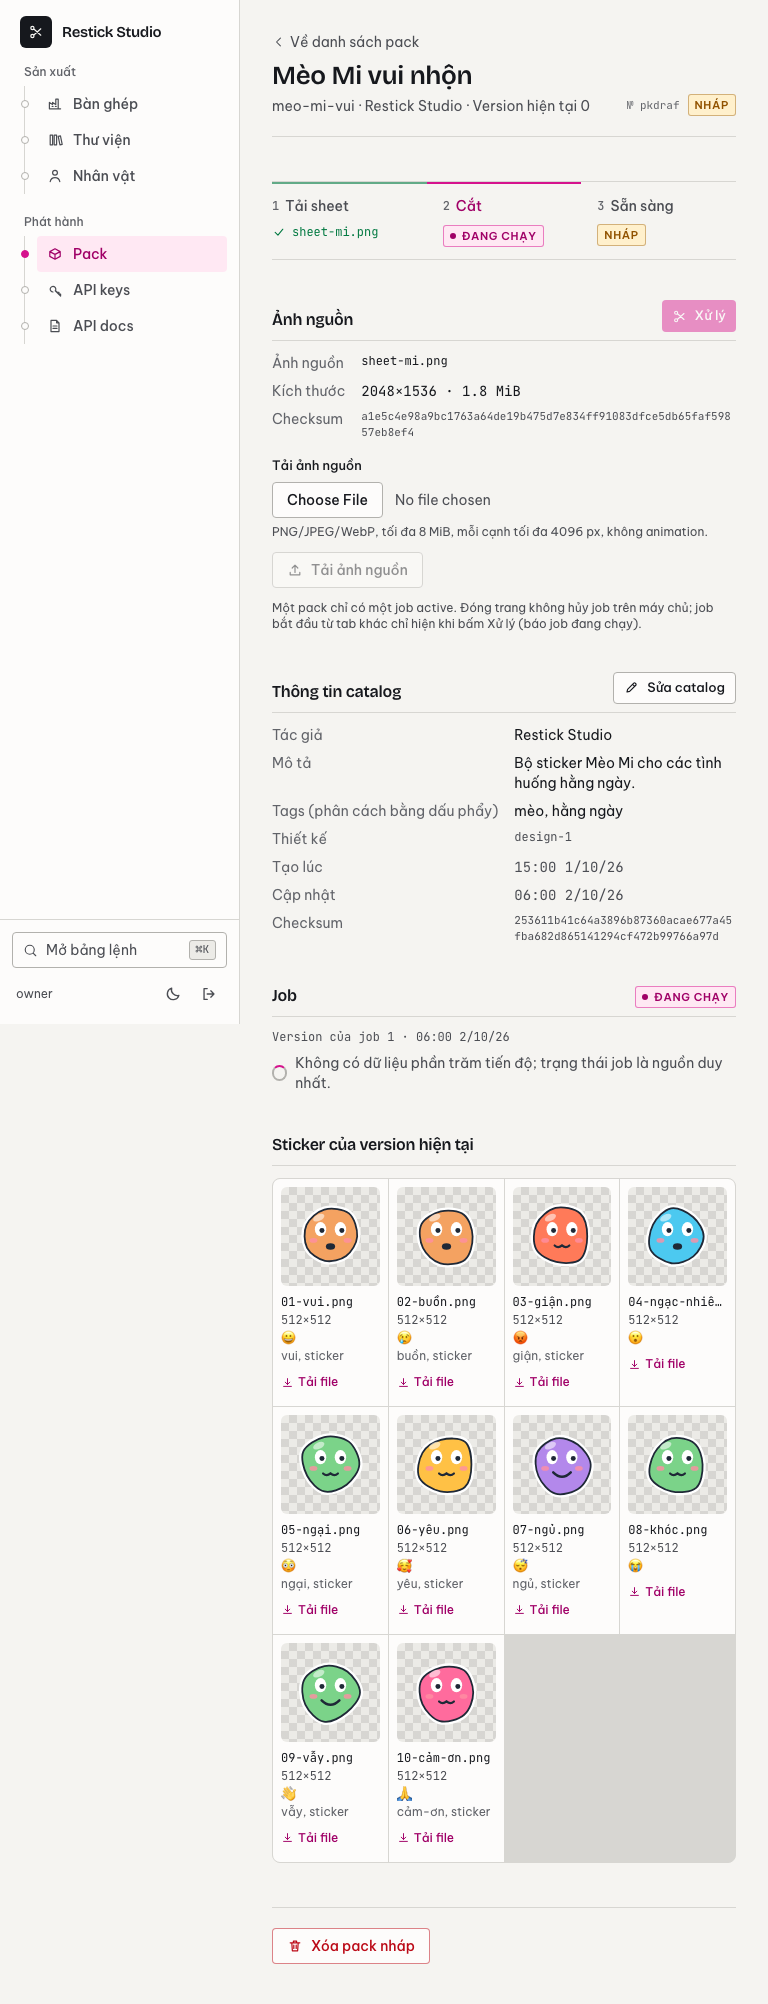 Restick Studio
Sản xuất
Bàn ghép
Thư viện
Nhân vật
Phát hành
Pack
API keys
API docs
Mở bảng lệnh
⌘K
owner
Về danh sách pack
Mèo Mi vui nhộn
meo-mi-vui · Restick Studio · Version hiện tại 0
№ pkdraf
NHÁP
1 Tải sheet
sheet-mi.png
2 Cắt
ĐANG CHẠY
3 Sẵn sàng
NHÁP
Ảnh nguồn
Xử lý
Ảnh nguồn sheet-mi.png
Kích thước 2048×1536 · 1.8 MiB
Checksum a1e5c4e98a9bc1763a64de19b475d7e834ff91083dfce5db65faf598
57eb8ef4
Tải ảnh nguồn
Choose File No file chosen
PNG/JPEG/WebP, tối đa 8 MiB, mỗi cạnh tối đa 4096 px, không animation.
Tải ảnh nguồn
Một pack chỉ có một job active. Đóng trang không hủy job trên máy chủ; job
bắt đầu từ tab khác chỉ hiện khi bấm Xử lý (báo job đang chạy).
Thông tin catalog
Sửa catalog
Tác giả Restick Studio
Mô tả Bộ sticker Mèo Mi cho các tình
huống hằng ngày.
Tags (phân cách bằng dấu phẩy) mèo, hằng ngày
Thiết kế design-1
Tạo lúc 15:00 1/10/26
Cập nhật 06:00 2/10/26
Checksum 253611b41c64a3896b87360acae677a45
fba682d865141294cf472b99766a97d
Job
ĐANG CHẠY
Version của job 1 · 06:00 2/10/26
Không có dữ liệu phần trăm tiến độ; trạng thái job là nguồn duy
nhất.
Sticker của version hiện tại
01-vui.png
512×512
😀
vui, sticker
Tải file
02-buồn.png
512×512
😢
buồn, sticker
Tải file
03-giận.png
512×512
😡
giận, sticker
Tải file
04-ngạc-nhiê…
512×512
😮
Tải file
05-ngại.png
512×512
😳
ngại, sticker
Tải file
06-yêu.png
512×512
🥰
yêu, sticker
Tải file
07-ngủ.png
512×512
😴
ngủ, sticker
Tải file
08-khóc.png
512×512
😭
Tải file
09-vẫy.png
512×512
👋
vẫy, sticker
Tải file
10-cảm-ơn.png
512×512
🙏
cảm-ơn, sticker
Tải file
Xóa pack nháp